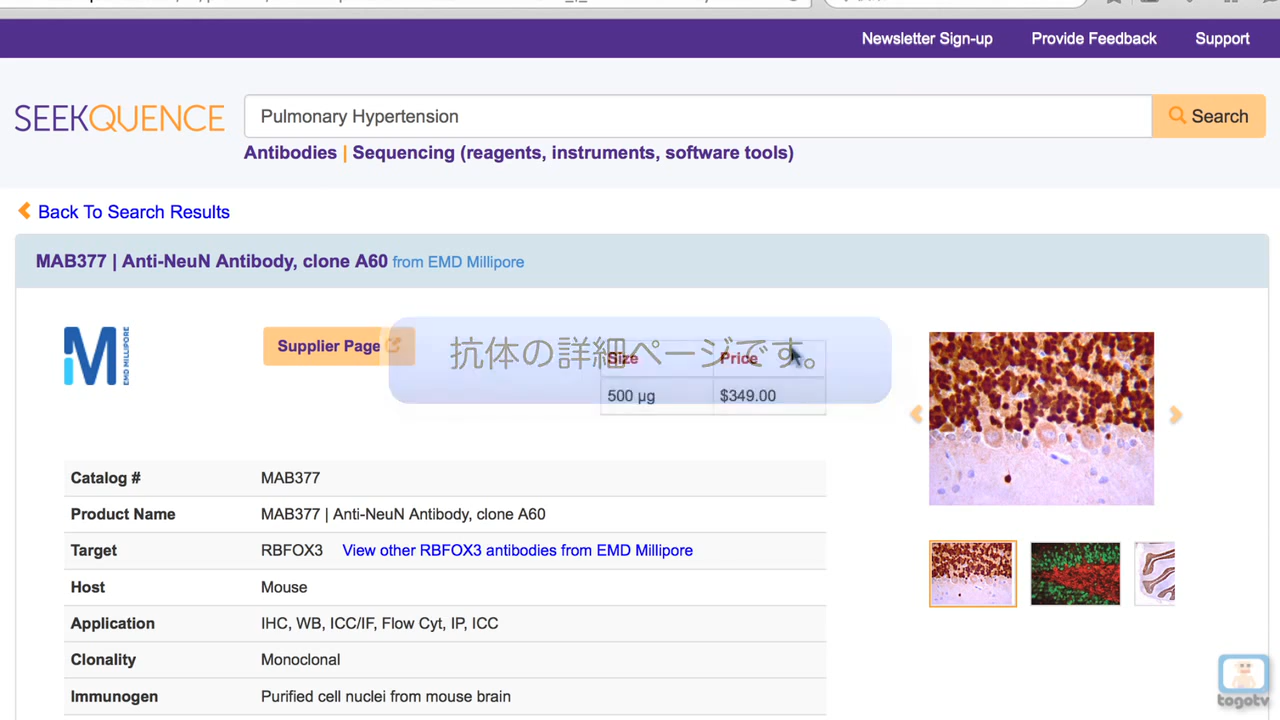 Newsletter Sign-up Provide Feedback Support
SEEKQUENCE
Pulmonary Hypertension
Search
Antibodies | Sequencing (reagents, instruments, software tools)
Back To Search Results
MAB377 | Anti-NeuN Antibody, clone A60 from EMD Millipore
EMD MILLIPORE
Supplier Page
抗体の詳細ページです。
Size Price
500 µg $349.00
Catalog # MAB377
Product Name MAB377 | Anti-NeuN Antibody, clone A60
Target RBFOX3 View other RBFOX3 antibodies from EMD Millipore
Host Mouse
Application IHC, WB, ICC/IF, Flow Cyt, IP, ICC
Clonality Monoclonal
Immunogen Purified cell nuclei from mouse brain
togotv